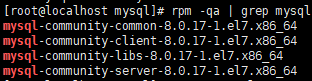 [root@localhost mysql]# rpm -qa | grep mysql
mysql-community-common-8.0.17-1.el7.x86_64
mysql-community-client-8.0.17-1.el7.x86_64
mysql-community-libs-8.0.17-1.el7.x86_64
mysql-community-server-8.0.17-1.el7.x86_64